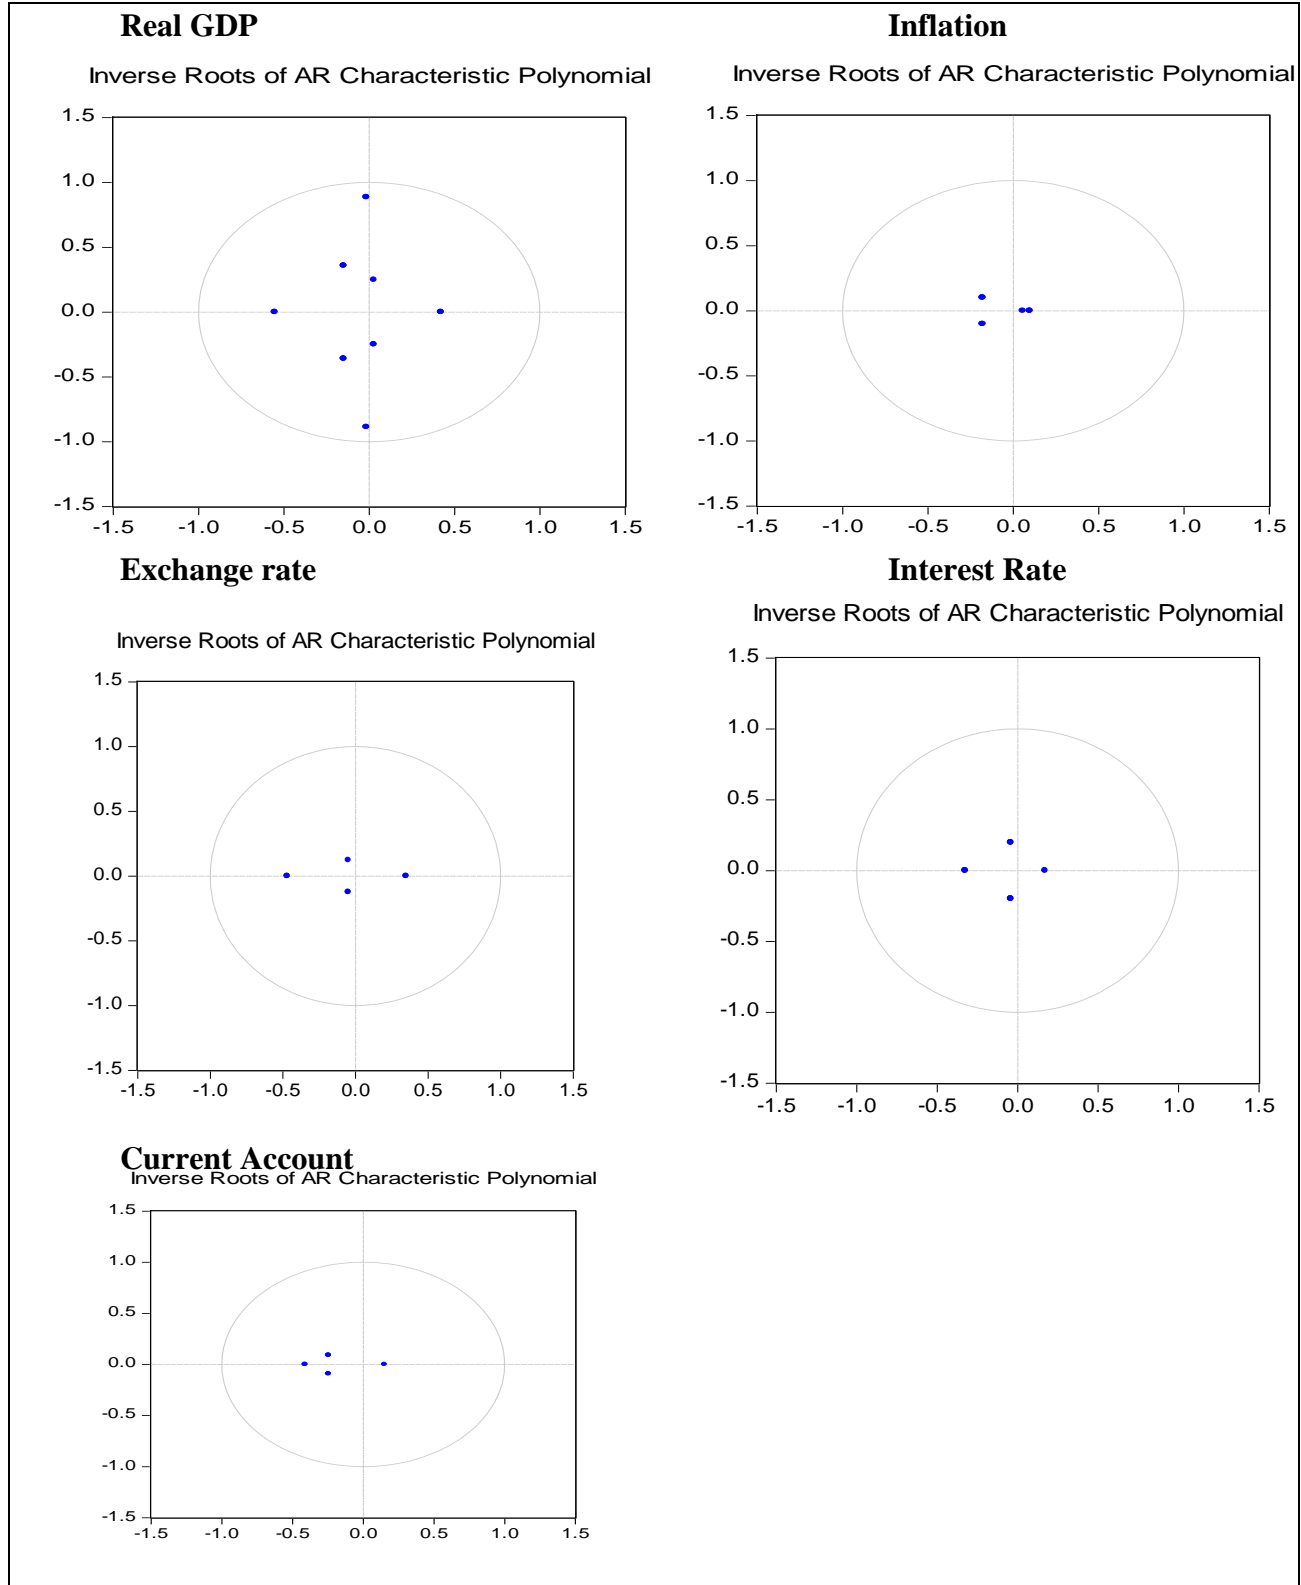 Real GDP
Inflation
Inverse Roots of AR Characteristic Polynomial
Inverse Roots of AR Characteristic Polynomial
1.5
1.0
0.5
0.0
-0.5
-1.0
-1.5
-1.5 -1.0 -0.5 0.0 0.5 1.0 1.5
1.5
1.0
0.5
0.0
-0.5
-1.0
-1.5
-1.5 -1.0 -0.5 0.0 0.5 1.0 1.5
Exchange rate
Interest Rate
Inverse Roots of AR Characteristic Polynomial
Inverse Roots of AR Characteristic Polynomial
1.5
1.0
0.5
0.0
-0.5
-1.0
-1.5
-1.5 -1.0 -0.5 0.0 0.5 1.0 1.5
1.5
1.0
0.5
0.0
-0.5
-1.0
-1.5
-1.5 -1.0 -0.5 0.0 0.5 1.0 1.5
Current Account
Inverse Roots of AR Characteristic Polynomial
1.5
1.0
0.5
0.0
-0.5
-1.0
-1.5
-1.5 -1.0 -0.5 0.0 0.5 1.0 1.5